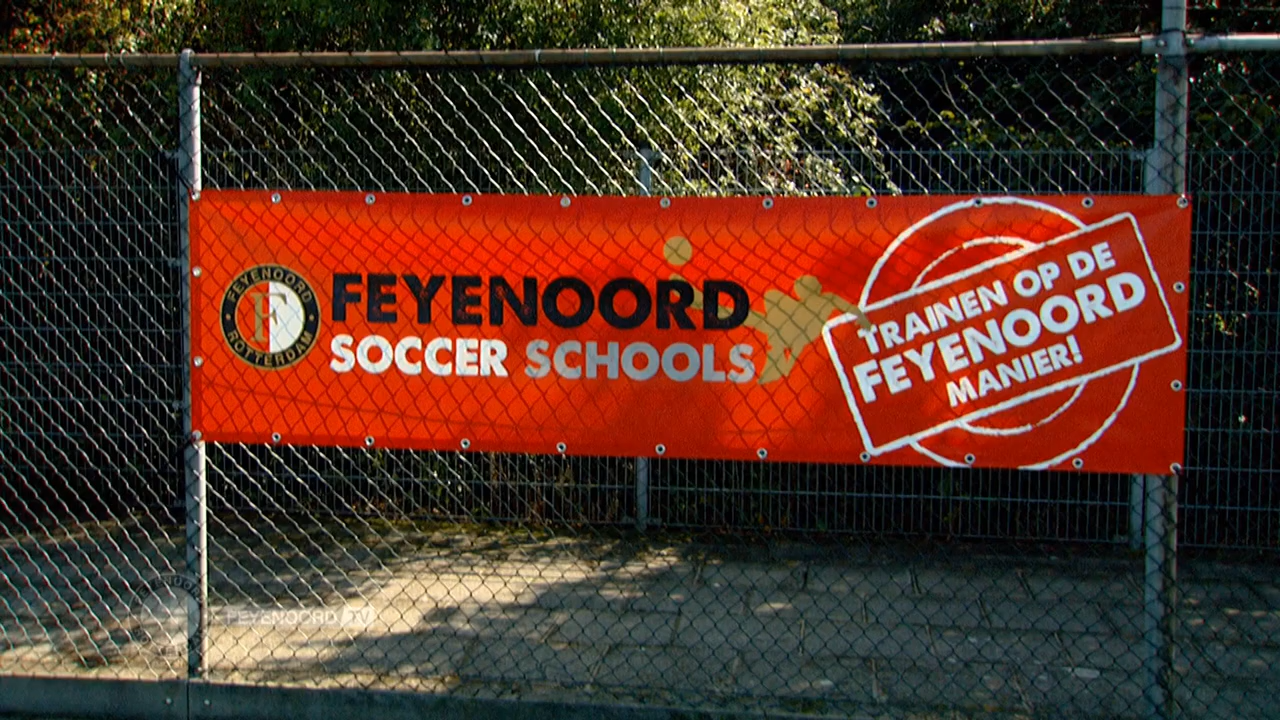 FEYENOORD
ROTTERDAM
F
FEYENOORD
SOCCER SCHOOLS
TRAINEN OP DE
FEYENOORD
MANIER!
FEYENOORD TV